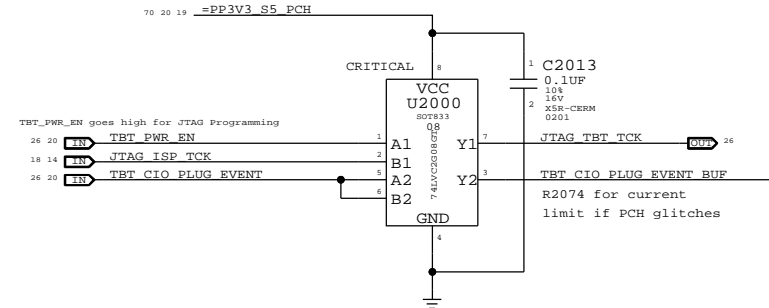 70 20 19 =PP3V3_S5_PCH
CRITICAL
8
VCC
U2000
SOT833
08
74LVC2G08GT
1
C2013
0.1UF
10%
16V
2
X5R-CERM
0201
TBT_PWR_EN goes high for JTAG Programming
26 20 IN TBT_PWR_EN 1 A1 Y1 7 JTAG_TBT_TCK OUT 26
18 14 IN JTAG_ISP_TCK 2 B1
26 20 IN TBT_CIO_PLUG_EVENT 5 A2 Y2 3 TBT_CIO_PLUG_EVENT_BUF
6 B2
R2074 for current
limit if PCH glitches
GND
4